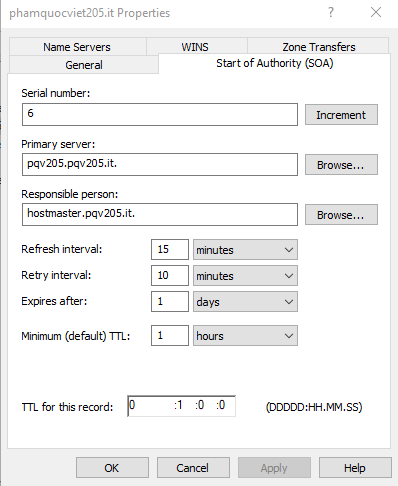 phamquocviet205.it Properties ? ×
Name Servers WINS Zone Transfers
General Start of Authority (SOA)
Serial number:
6 Increment
Primary server:
pqv205.pqv205.it. Browse...
Responsible person:
hostmaster.pqv205.it. Browse...
Refresh interval: 15 minutes
Retry interval: 10 minutes
Expires after: 1 days
Minimum (default) TTL: 1 hours
TTL for this record: 0 :1 :0 :0 (DDDDD:HH.MM.SS)
OK Cancel Apply Help